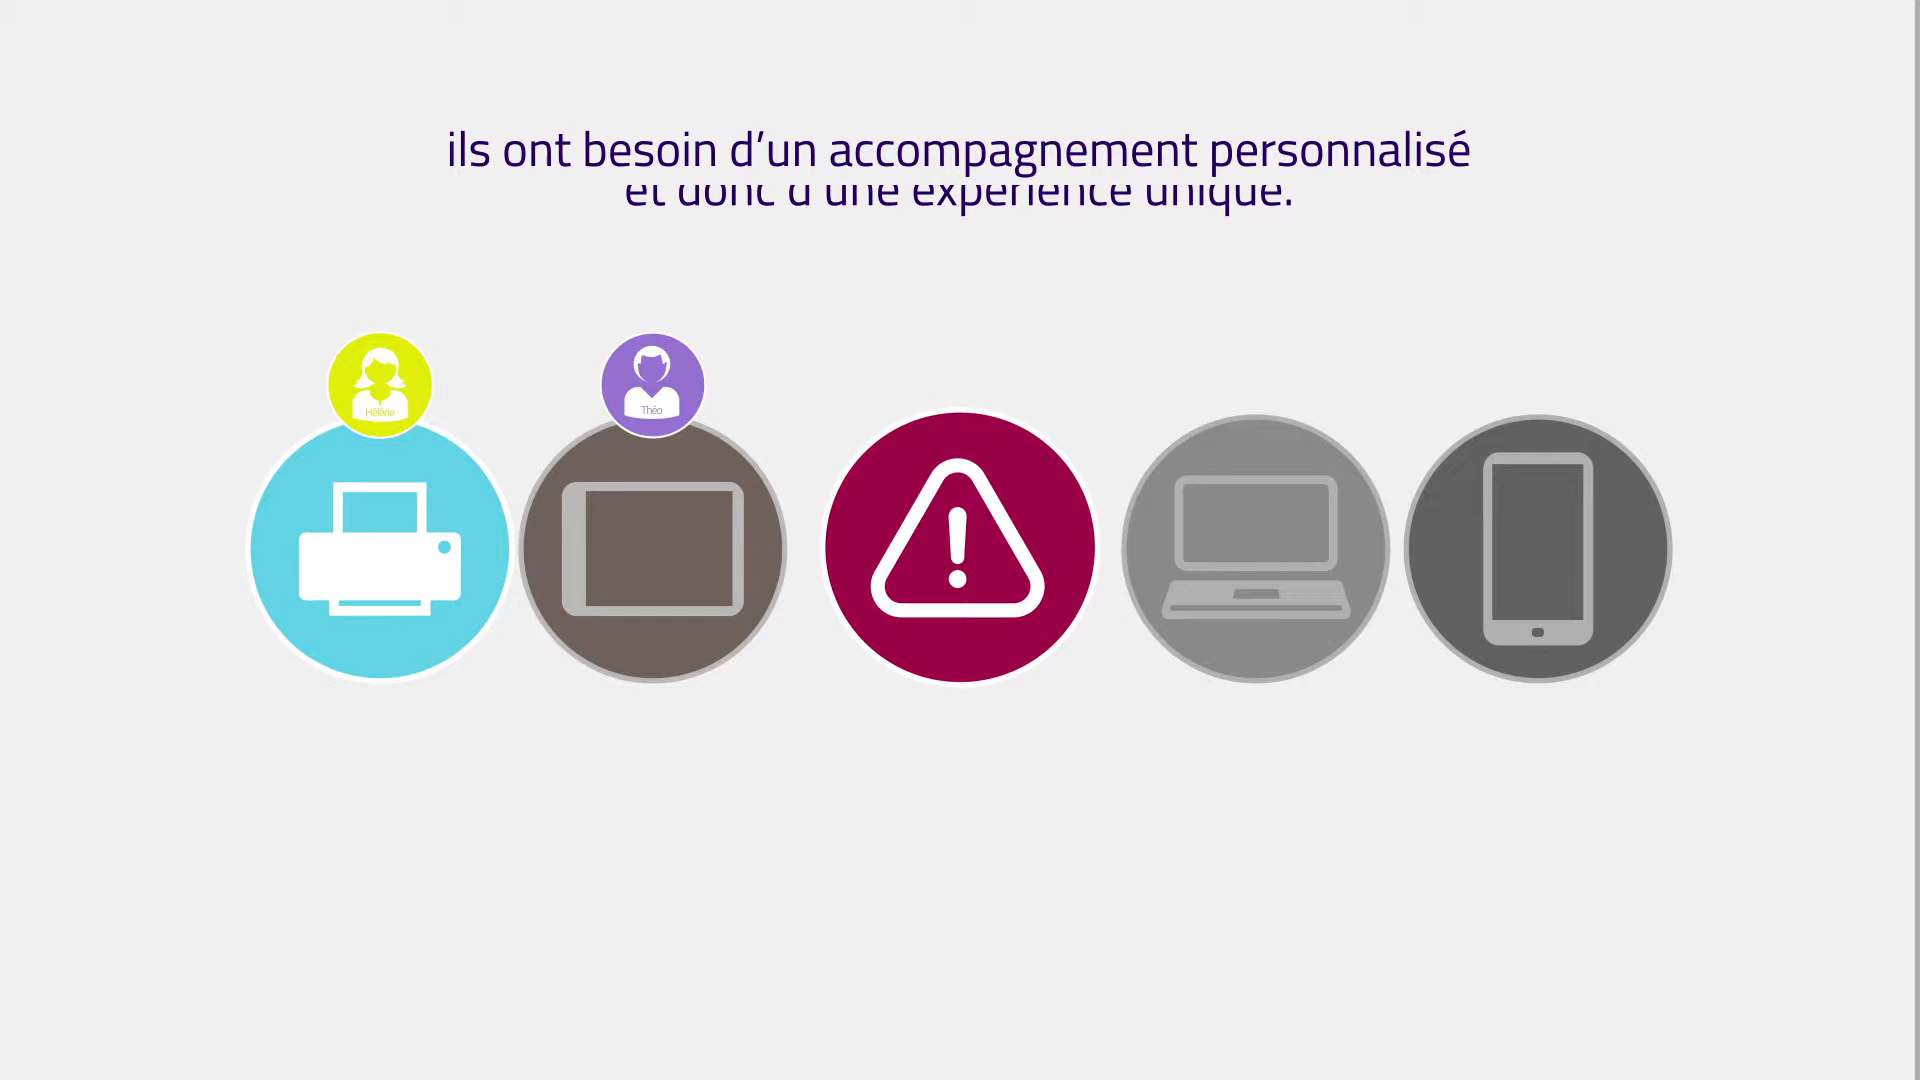 ils ont besoin d’un accompagnement personnalisé
et donc d’une expérience unique.
Hélène
Théo